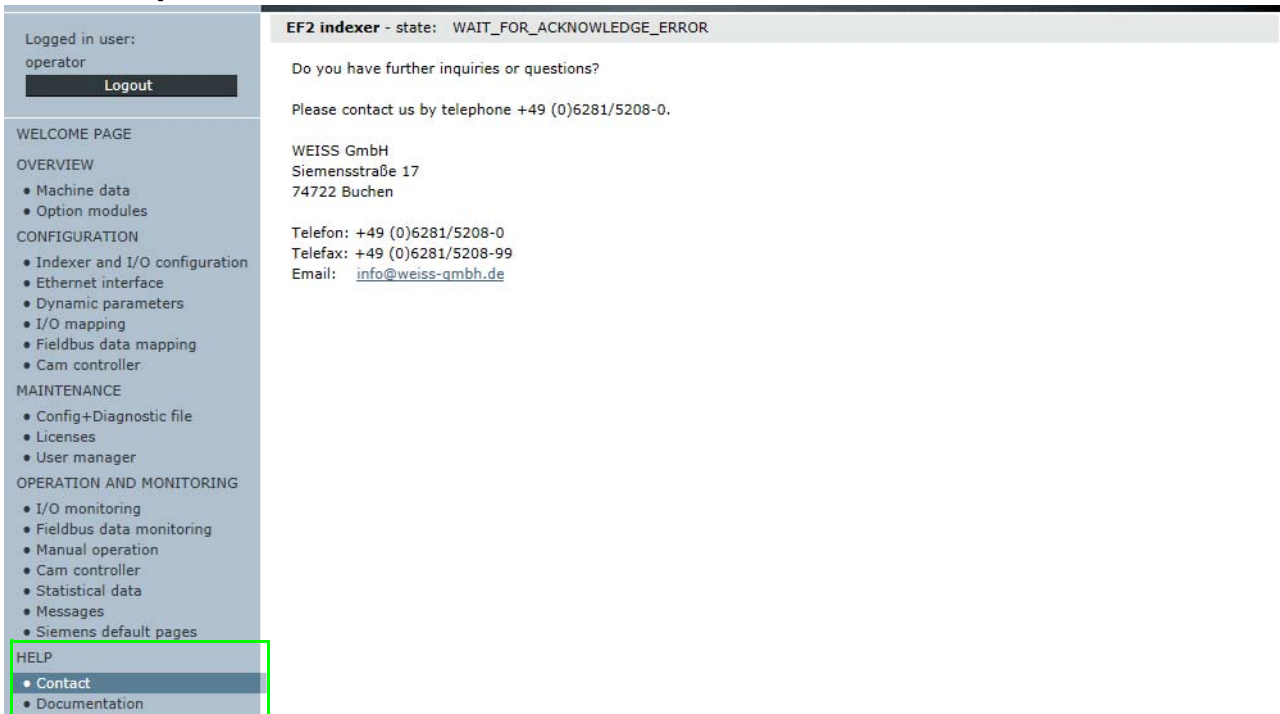 Logged in user:
operator
Logout
WELCOME PAGE
OVERVIEW
• Machine data
• Option modules
CONFIGURATION
• Indexer and I/O configuration
• Ethernet interface
• Dynamic parameters
• I/O mapping
• Fieldbus data mapping
• Cam controller
MAINTENANCE
• Config+Diagnostic file
• Licenses
• User manager
OPERATION AND MONITORING
• I/O monitoring
• Fieldbus data monitoring
• Manual operation
• Cam controller
• Statistical data
• Messages
• Siemens default pages
HELP
• Contact
• Documentation
EF2 indexer - state: WAIT_FOR_ACKNOWLEDGE_ERROR
Do you have further inquiries or questions?
Please contact us by telephone +49 (0)6281/5208-0.
WEISS GmbH
Siemensstraße 17
74722 Buchen
Telefon: +49 (0)6281/5208-0
Telefax: +49 (0)6281/5208-99
Email: info@weiss-gmbh.de